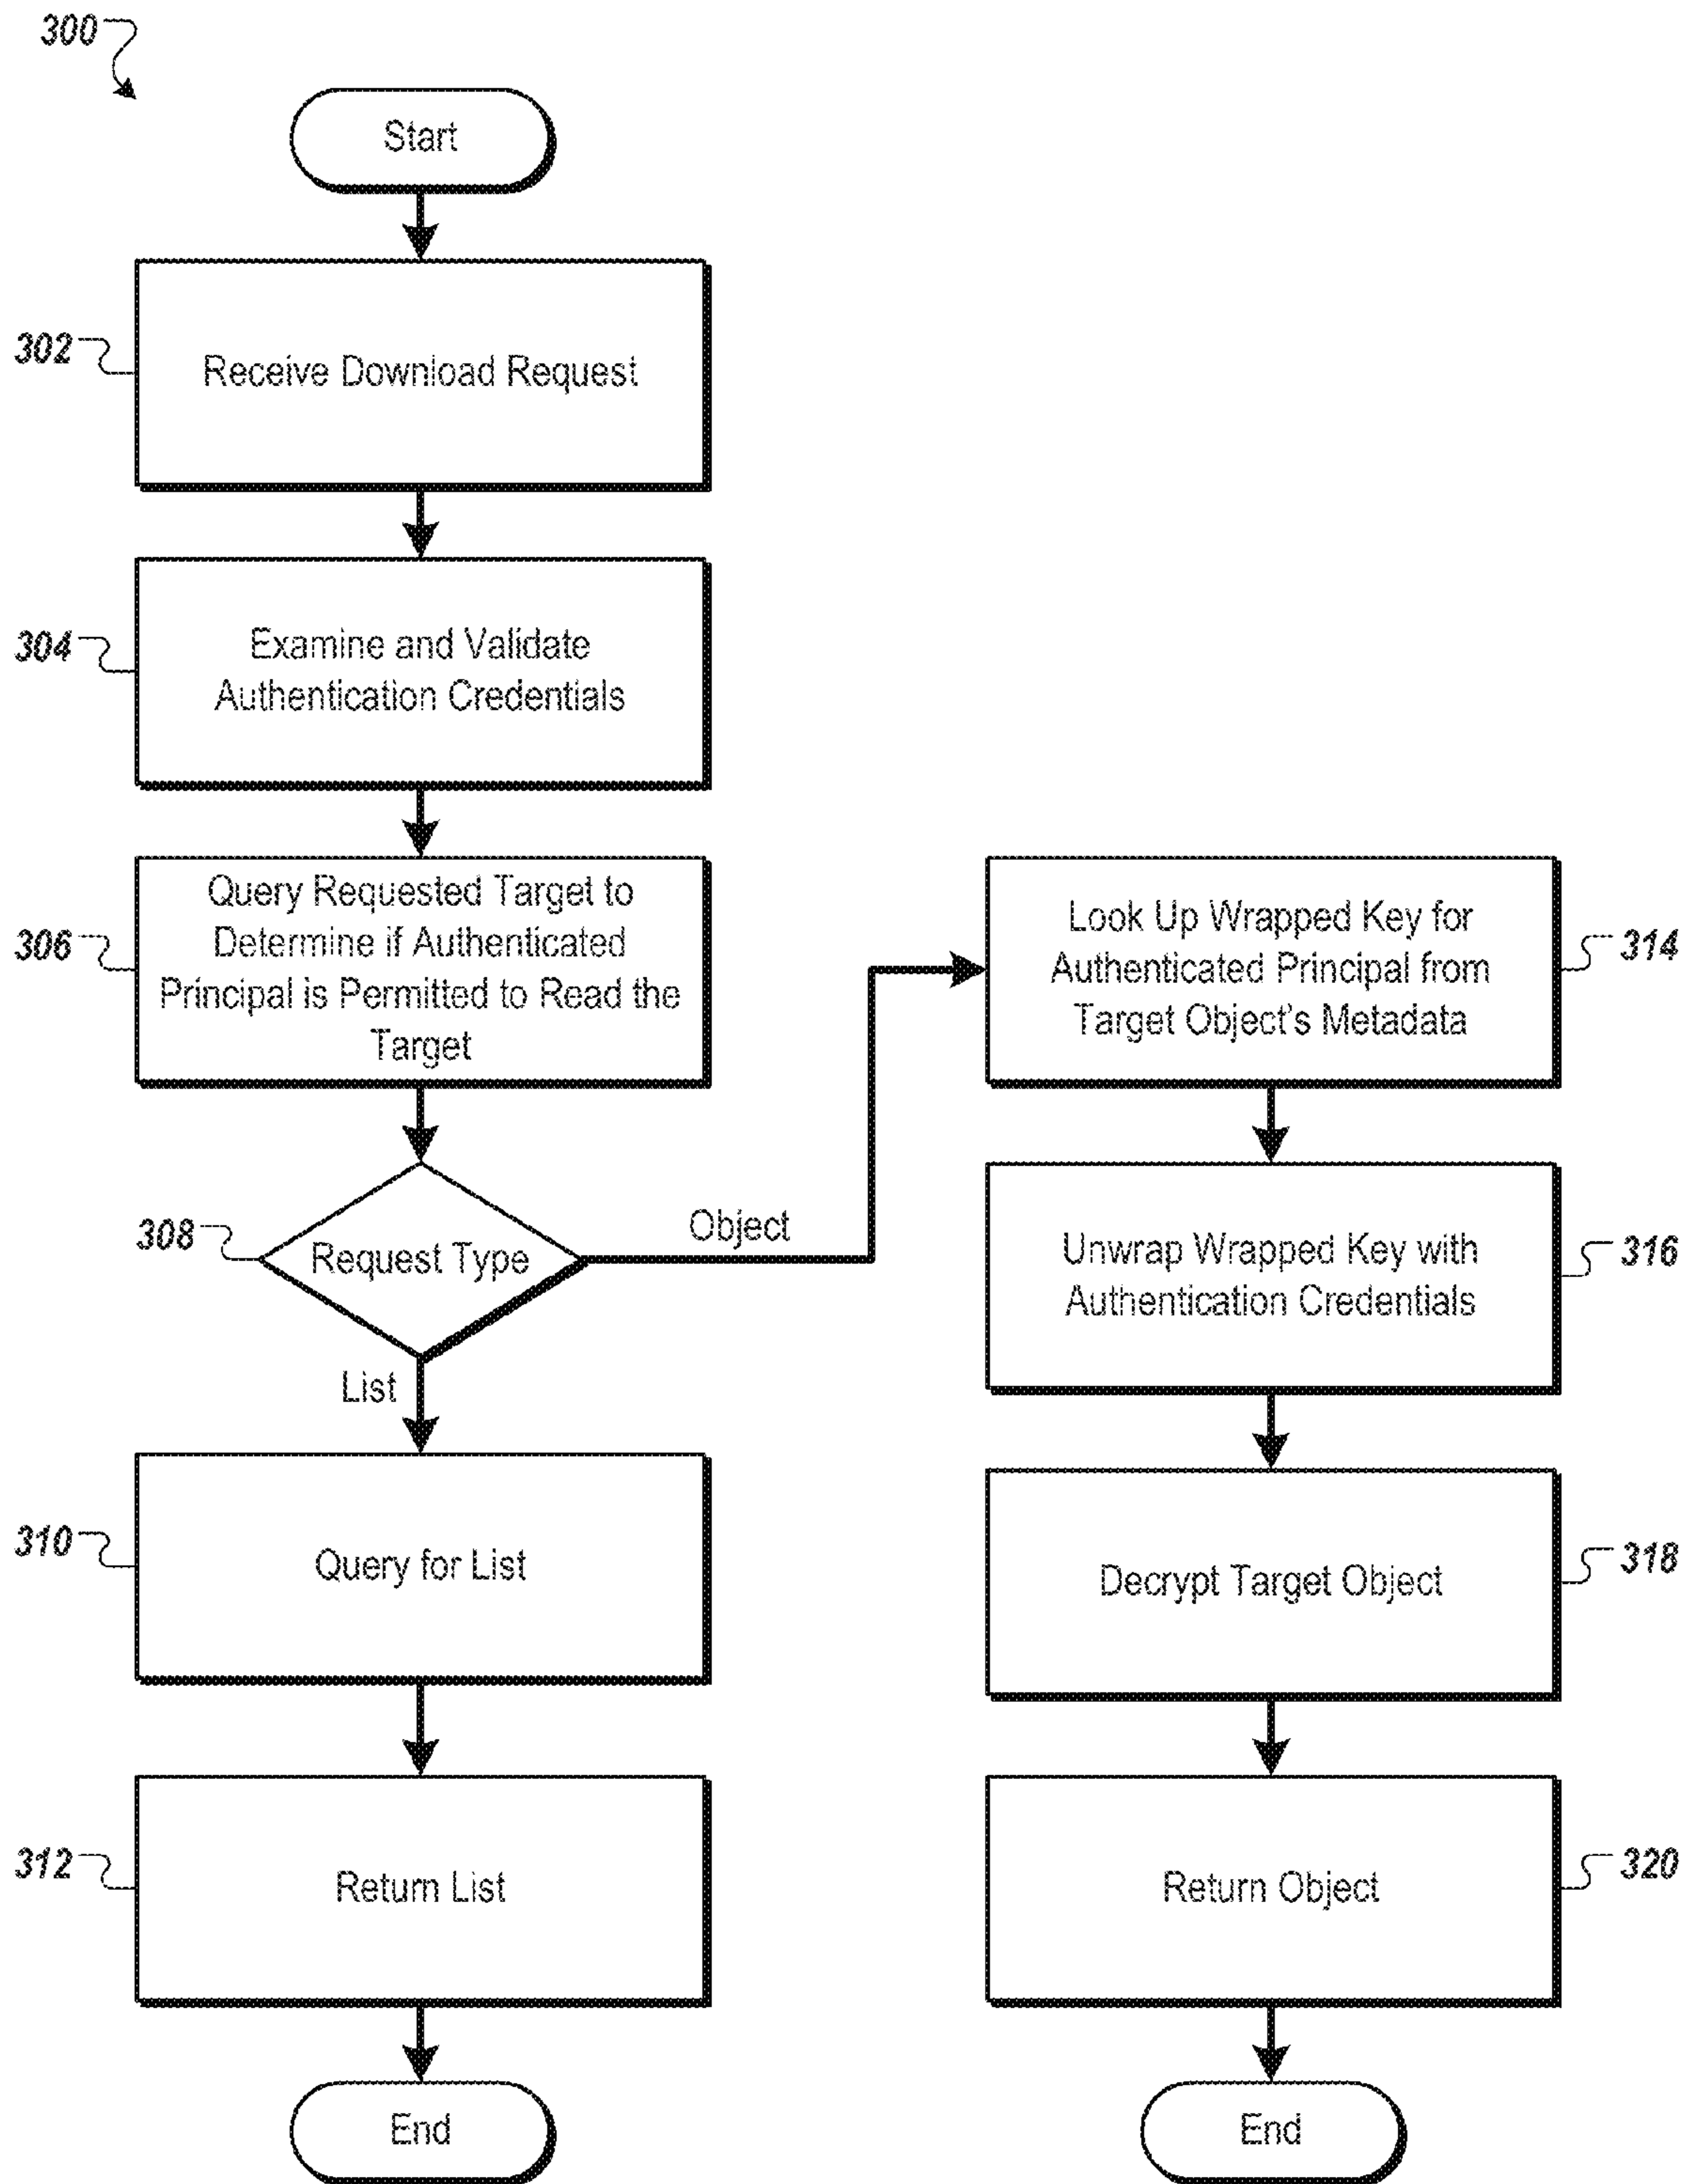 300
Start
302
Receive Download Request
304
Examine and Validate
Authentication Credentials
306
Query Requested Target to
Determine if Authenticated
Principal is Permitted to Read the
Target
308
Request Type
Object
List
310
Query for List
312
Return List
End
314
Look Up Wrapped Key for
Authenticated Principal from
Target Object's Metadata
316
Unwrap Wrapped Key with
Authentication Credentials
318
Decrypt Target Object
320
Return Object
End